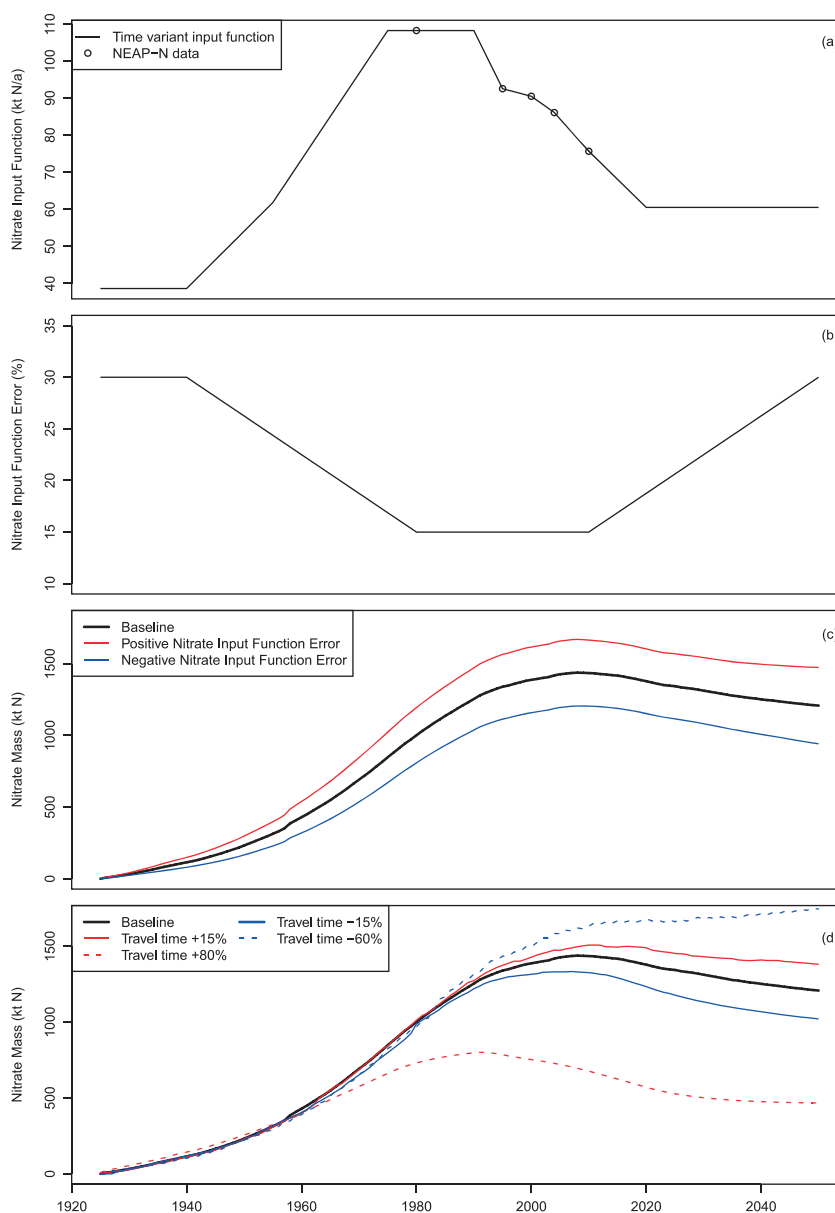 Time variant input function
NEAP−N data
(a
Nitrate Input Function (kt N/a)
110
100
90
80
70
60
50
40
(b
Nitrate Input Function Error (%)
35
30
25
20
15
10
Baseline
Positive Nitrate Input Function Error
Negative Nitrate Input Function Error
(c)
Nitrate Mass (kt N)
1500
1000
500
0
Baseline
Travel time +15%
Travel time +80%
Travel time −15%
Travel time −60%
(d
Nitrate Mass (kt N)
1500
1000
500
0
1920 1940 1960 1980 2000 2020 2040